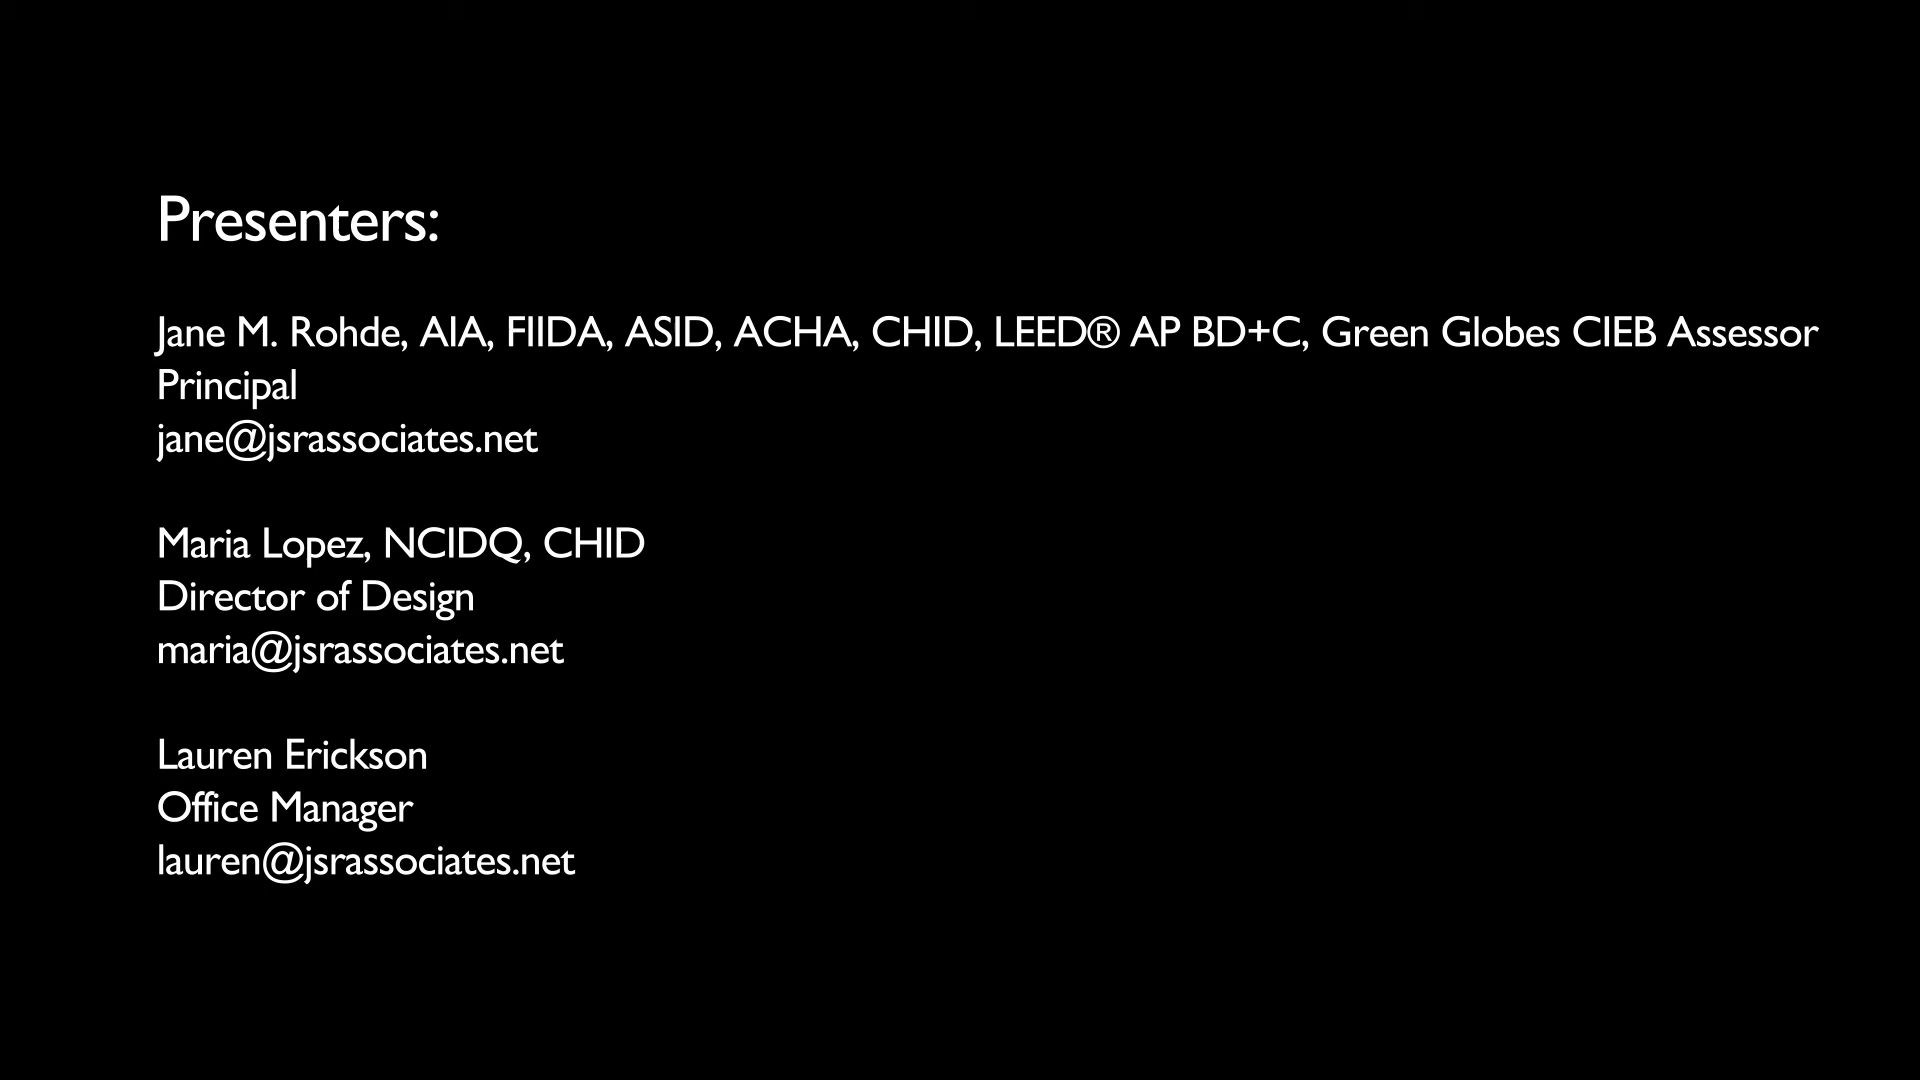 Presenters:
Jane M. Rohde, AIA, FIIDA, ASID, ACHA, CHID, LEED® AP BD+C, Green Globes CIEB Assessor
Principal
jane@jsrassociates.net
Maria Lopez, NCIDQ, CHID
Director of Design
maria@jsrassociates.net
Lauren Erickson
Office Manager
lauren@jsrassociates.net